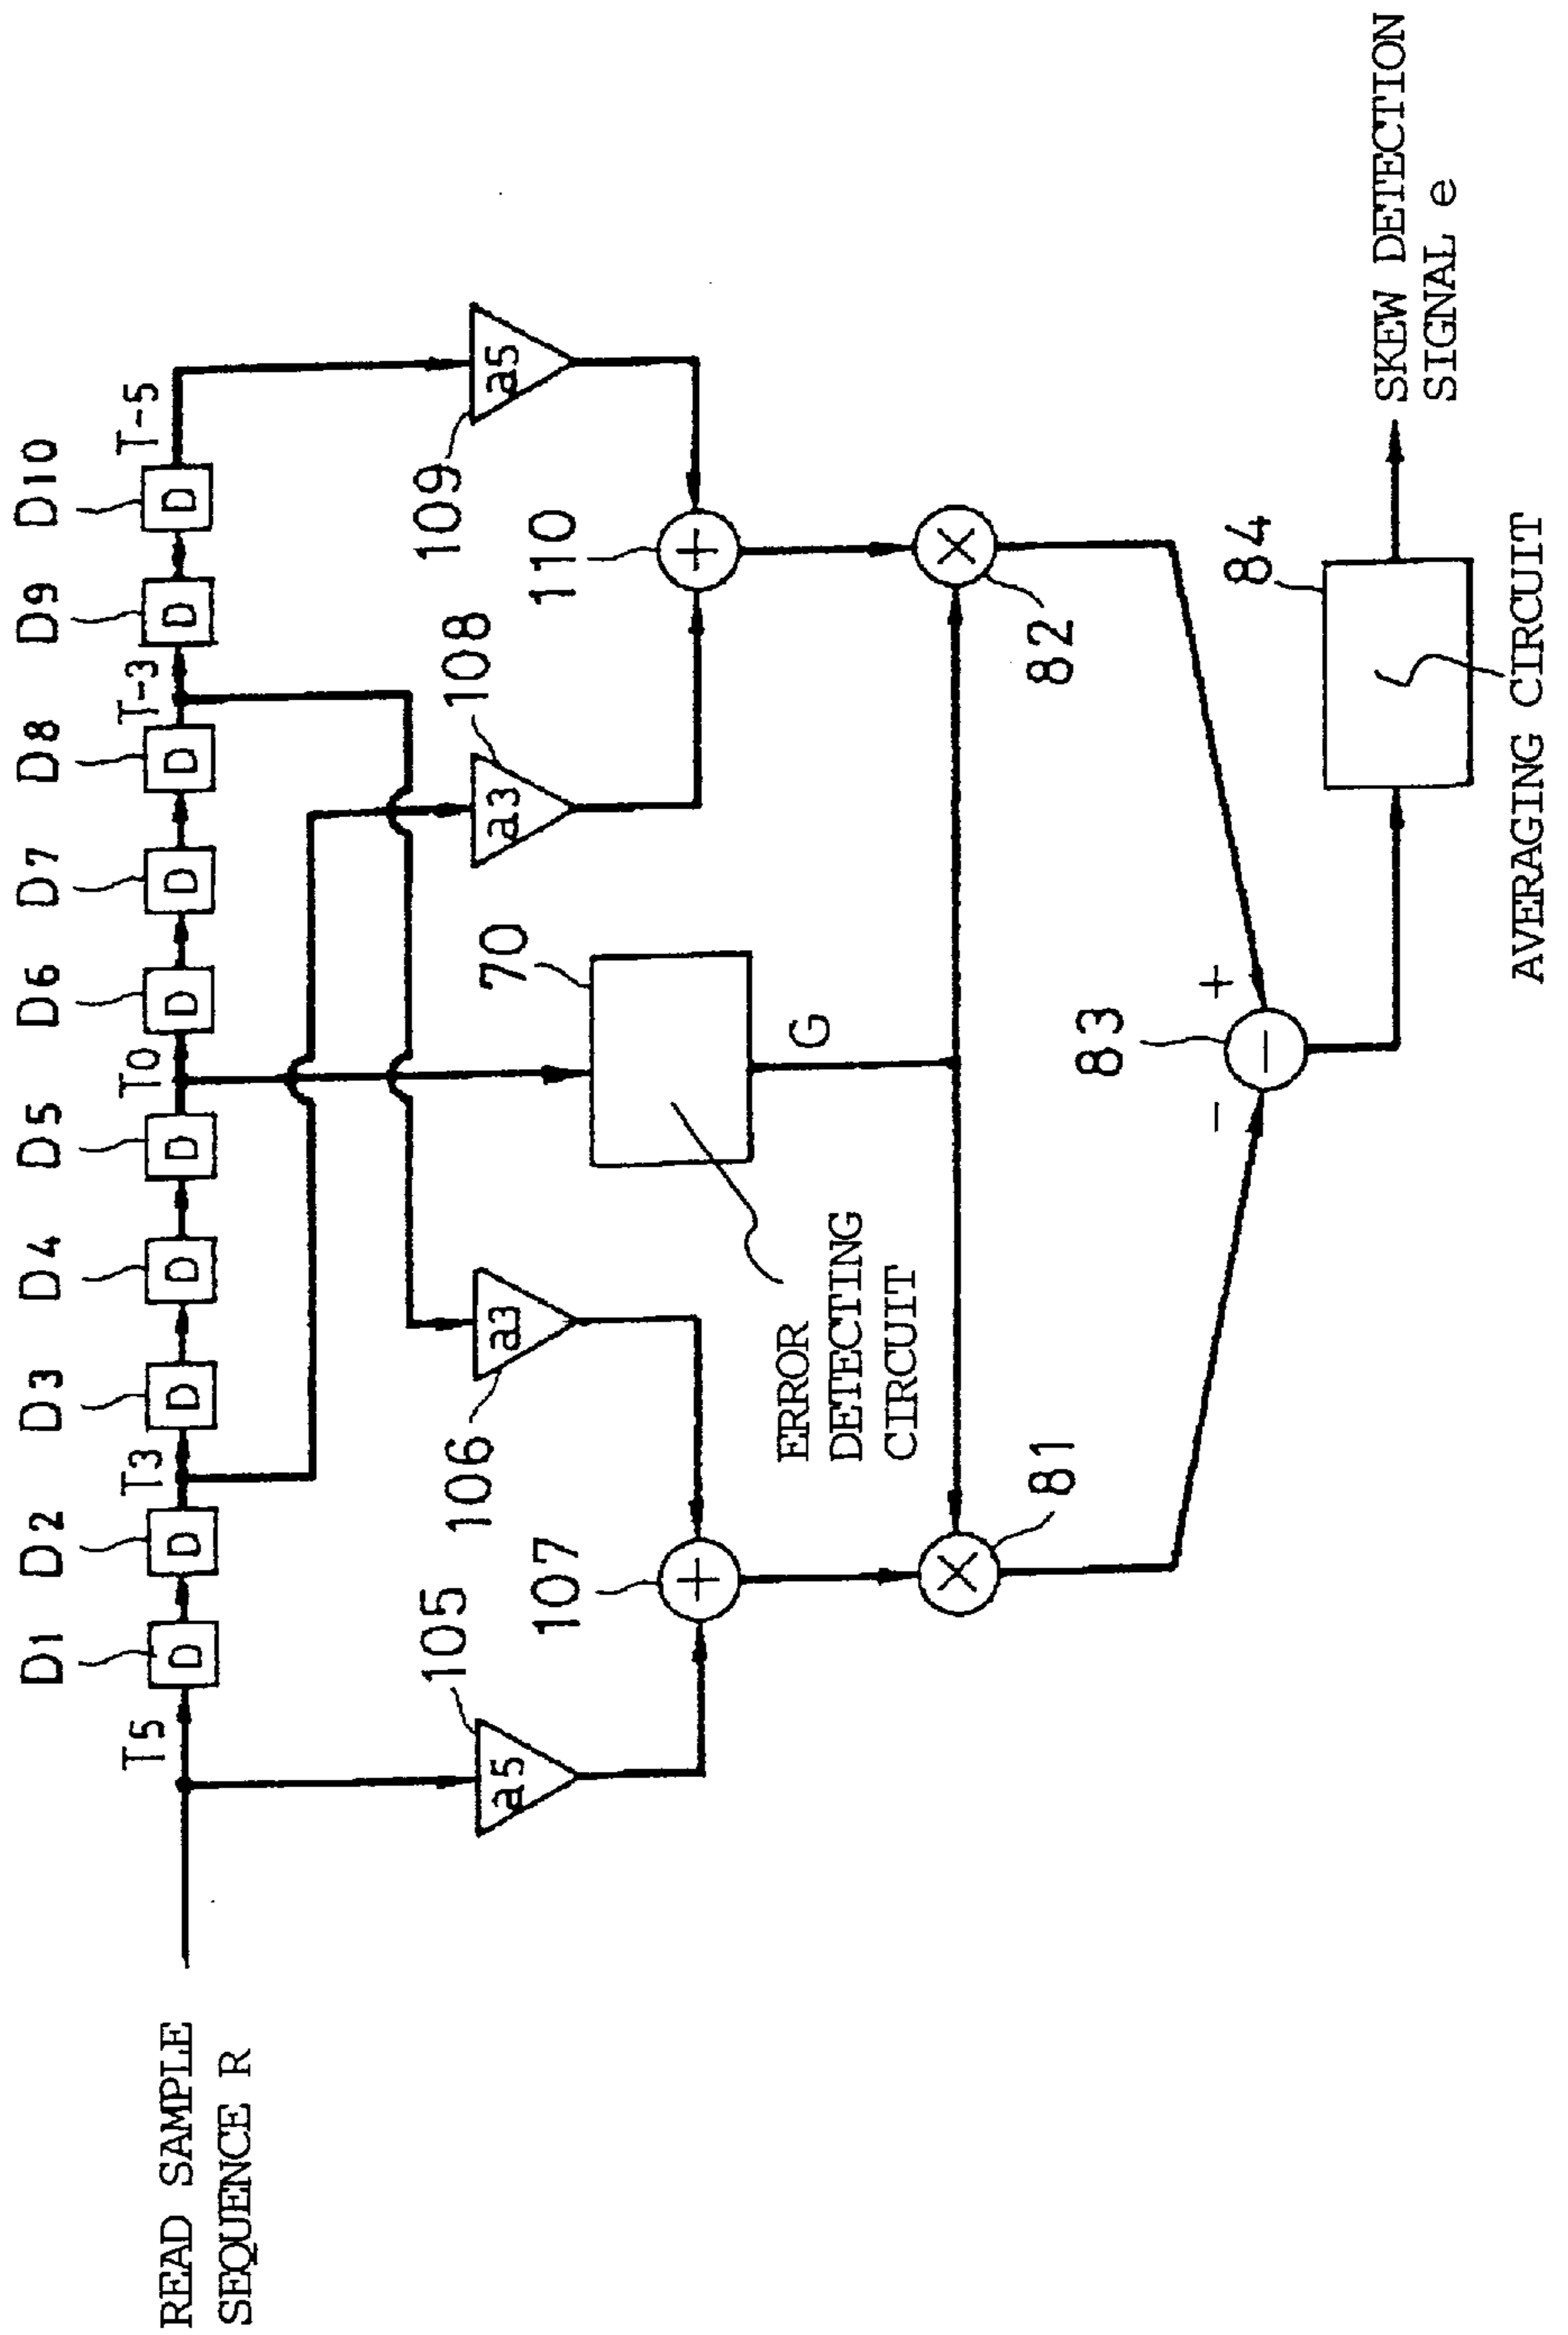 D1 D2 D3 D4 D5 D6 D7 D8 D9 D10
T5 T3 T0 T-3 T-5
D D D D D D D D D D
READ SAMPLE
SEQUENCE R
105 106 70 108 109
a5 a3 a3 a5
107 110
ERROR
DETECTING
CIRCUIT
G
81 82
83
- +
84
AVERAGING CIRCUIT
SKEW DETECTION
SIGNAL e